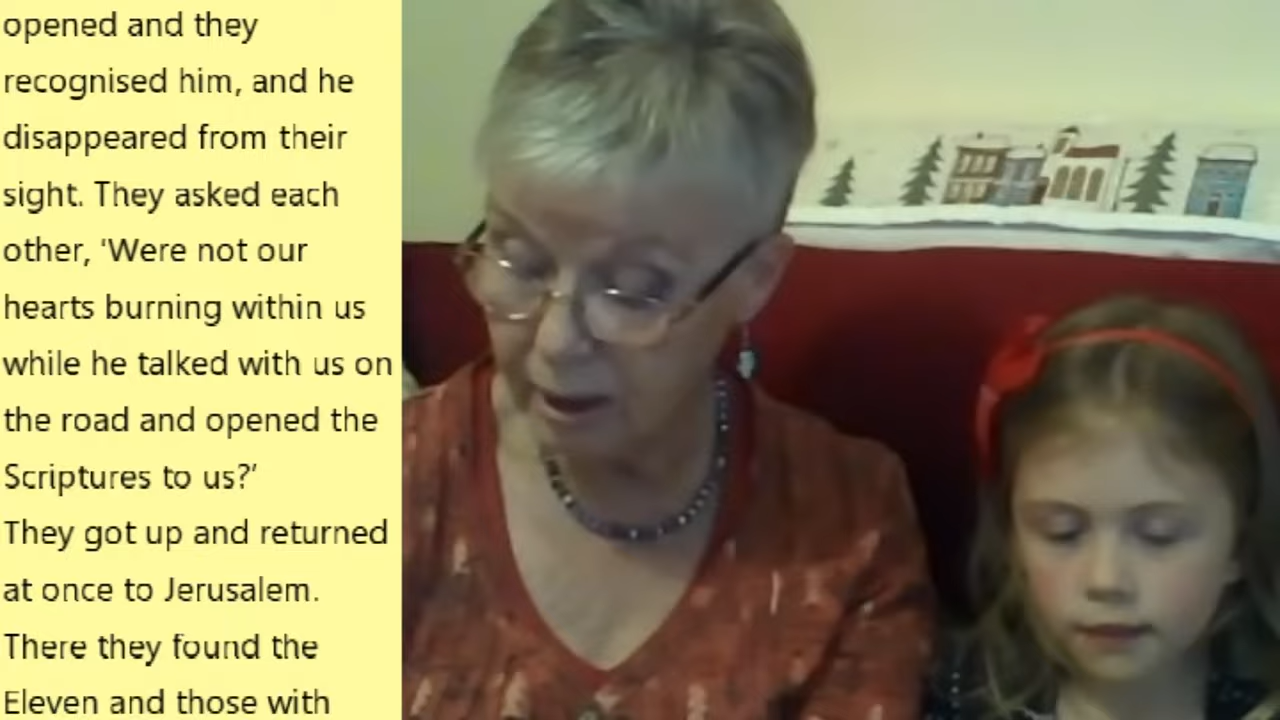 opened and they
recognised him, and he
disappeared from their
sight. They asked each
other, ‘Were not our
hearts burning within us
while he talked with us on
the road and opened the
Scriptures to us?’
They got up and returned
at once to Jerusalem.
There they found the
Eleven and those with